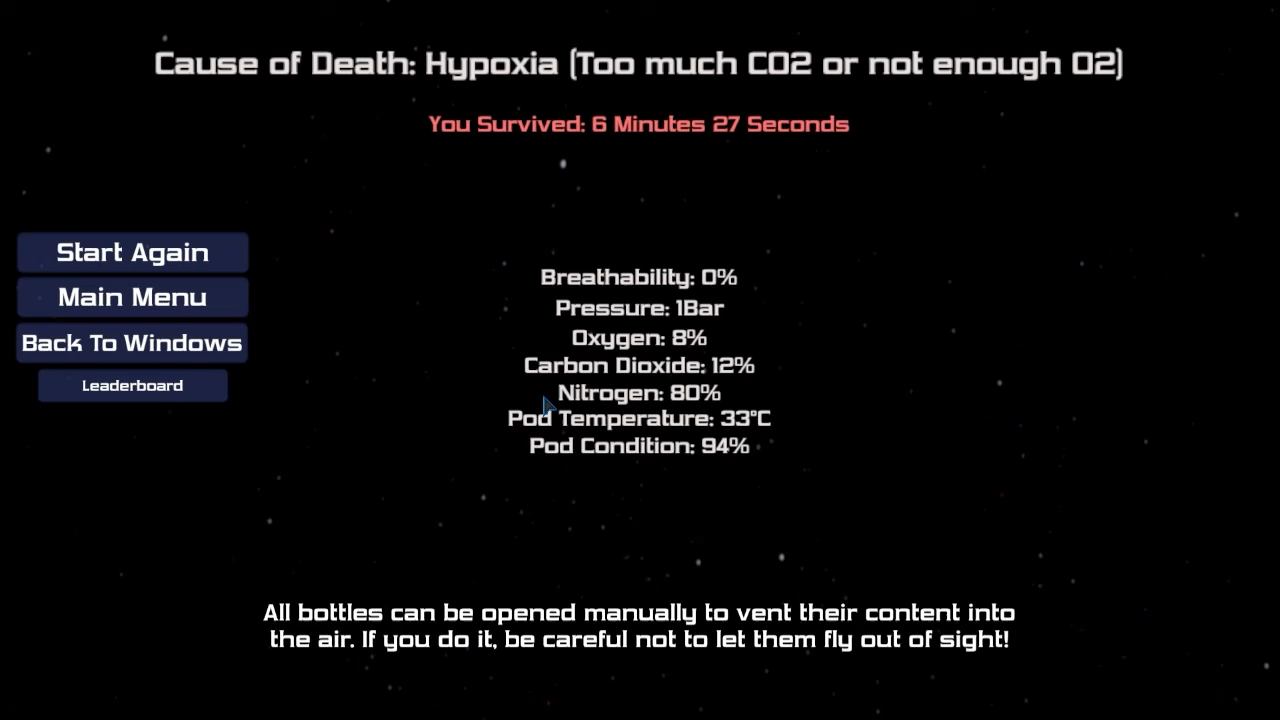 Cause of Death: Hypoxia (Too much CO2 or not enough O2)
You Survived: 6 Minutes 27 Seconds
Start Again
Main Menu
Back To Windows
Leaderboard
Breathability: 0%
Pressure: 1Bar
Oxygen: 8%
Carbon Dioxide: 12%
Nitrogen: 80%
Pod Temperature: 33°C
Pod Condition: 94%
All bottles can be opened manually to vent their content into
the air. If you do it, be careful not to let them fly out of sight!